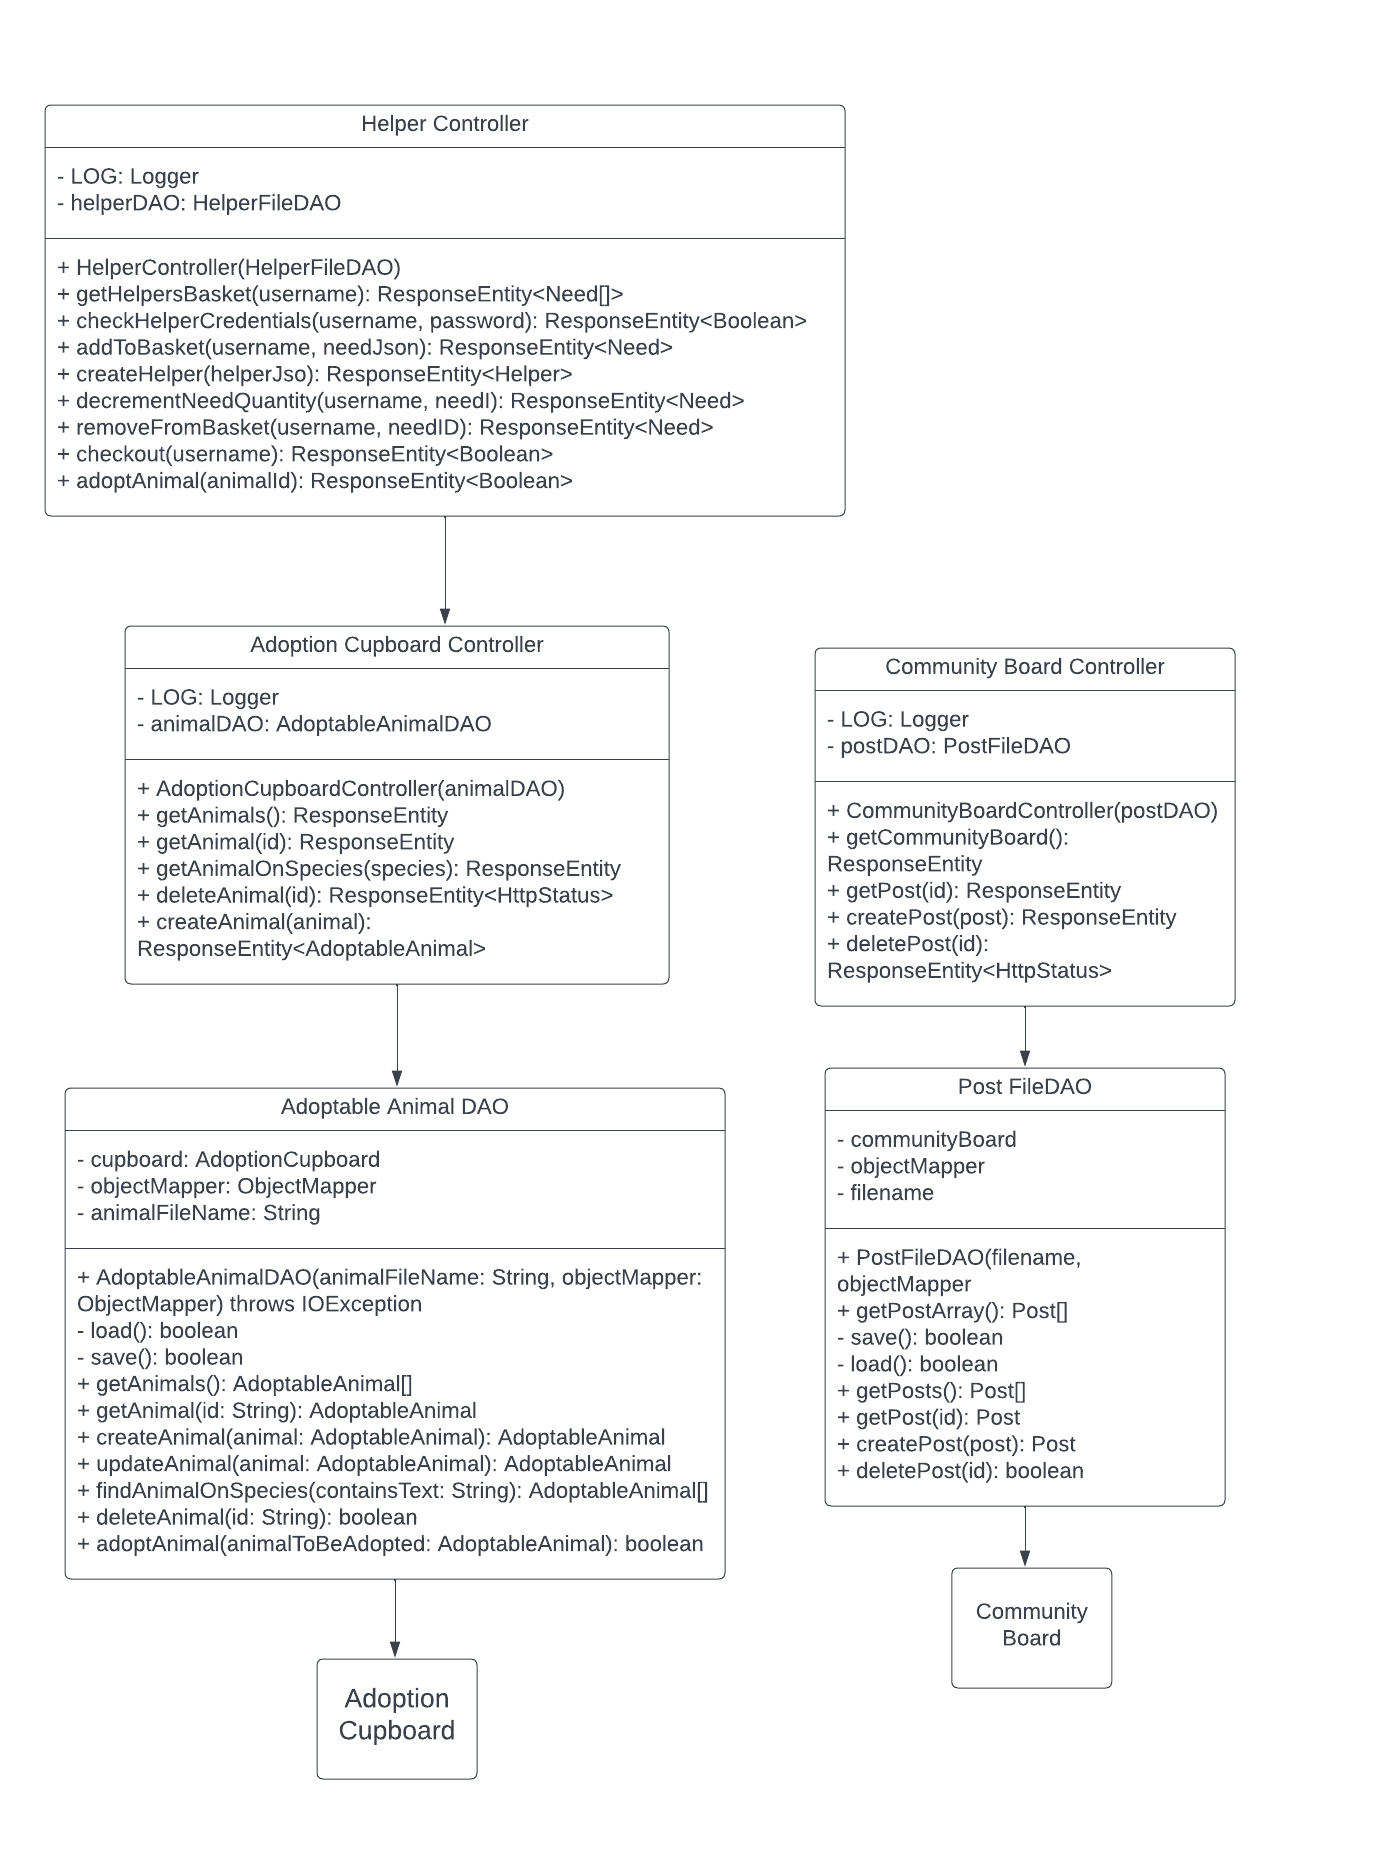 Helper Controller
- LOG: Logger
- helperDAO: HelperFileDAO
+ HelperController(HelperFileDAO)
+ getHelpersBasket(username): ResponseEntity<Need[]>
+ checkHelperCredentials(username, password): ResponseEntity<Boolean>
+ addToBasket(username, needJson): ResponseEntity<Need>
+ createHelper(helperJso): ResponseEntity<Helper>
+ decrementNeedQuantity(username, needI): ResponseEntity<Need>
+ removeFromBasket(username, needID): ResponseEntity<Need>
+ checkout(username): ResponseEntity<Boolean>
+ adoptAnimal(animalId): ResponseEntity<Boolean>
Adoption Cupboard Controller
- LOG: Logger
- animalDAO: AdoptableAnimalDAO
+ AdoptionCupboardController(animalDAO)
+ getAnimals(): ResponseEntity
+ getAnimal(id): ResponseEntity
+ getAnimalOnSpecies(species): ResponseEntity
+ deleteAnimal(id): ResponseEntity<HttpStatus>
+ createAnimal(animal):
ResponseEntity<AdoptableAnimal>
Adoptable Animal DAO
- cupboard: AdoptionCupboard
- objectMapper: ObjectMapper
- animalFileName: String
+ AdoptableAnimalDAO(animalFileName: String, objectMapper:
ObjectMapper) throws IOException
- load(): boolean
- save(): boolean
+ getAnimals(): AdoptableAnimal[]
+ getAnimal(id: String): AdoptableAnimal
+ createAnimal(animal: AdoptableAnimal): AdoptableAnimal
+ updateAnimal(animal: AdoptableAnimal): AdoptableAnimal
+ findAnimalOnSpecies(containsText: String): AdoptableAnimal[]
+ deleteAnimal(id: String): boolean
+ adoptAnimal(animalToBeAdopted: AdoptableAnimal): boolean
Adoption
Cupboard
Community Board Controller
- LOG: Logger
- postDAO: PostFileDAO
+ CommunityBoardController(postDAO)
+ getCommunityBoard():
ResponseEntity
+ getPost(id): ResponseEntity
+ createPost(post): ResponseEntity
+ deletePost(id):
ResponseEntity<HttpStatus>
Post FileDAO
- communityBoard
- objectMapper
- filename
+ PostFileDAO(filename,
objectMapper
+ getPostArray(): Post[]
- save(): boolean
- load(): boolean
+ getPosts(): Post[]
+ getPost(id): Post
+ createPost(post): Post
+ deletePost(id): boolean
Community
Board